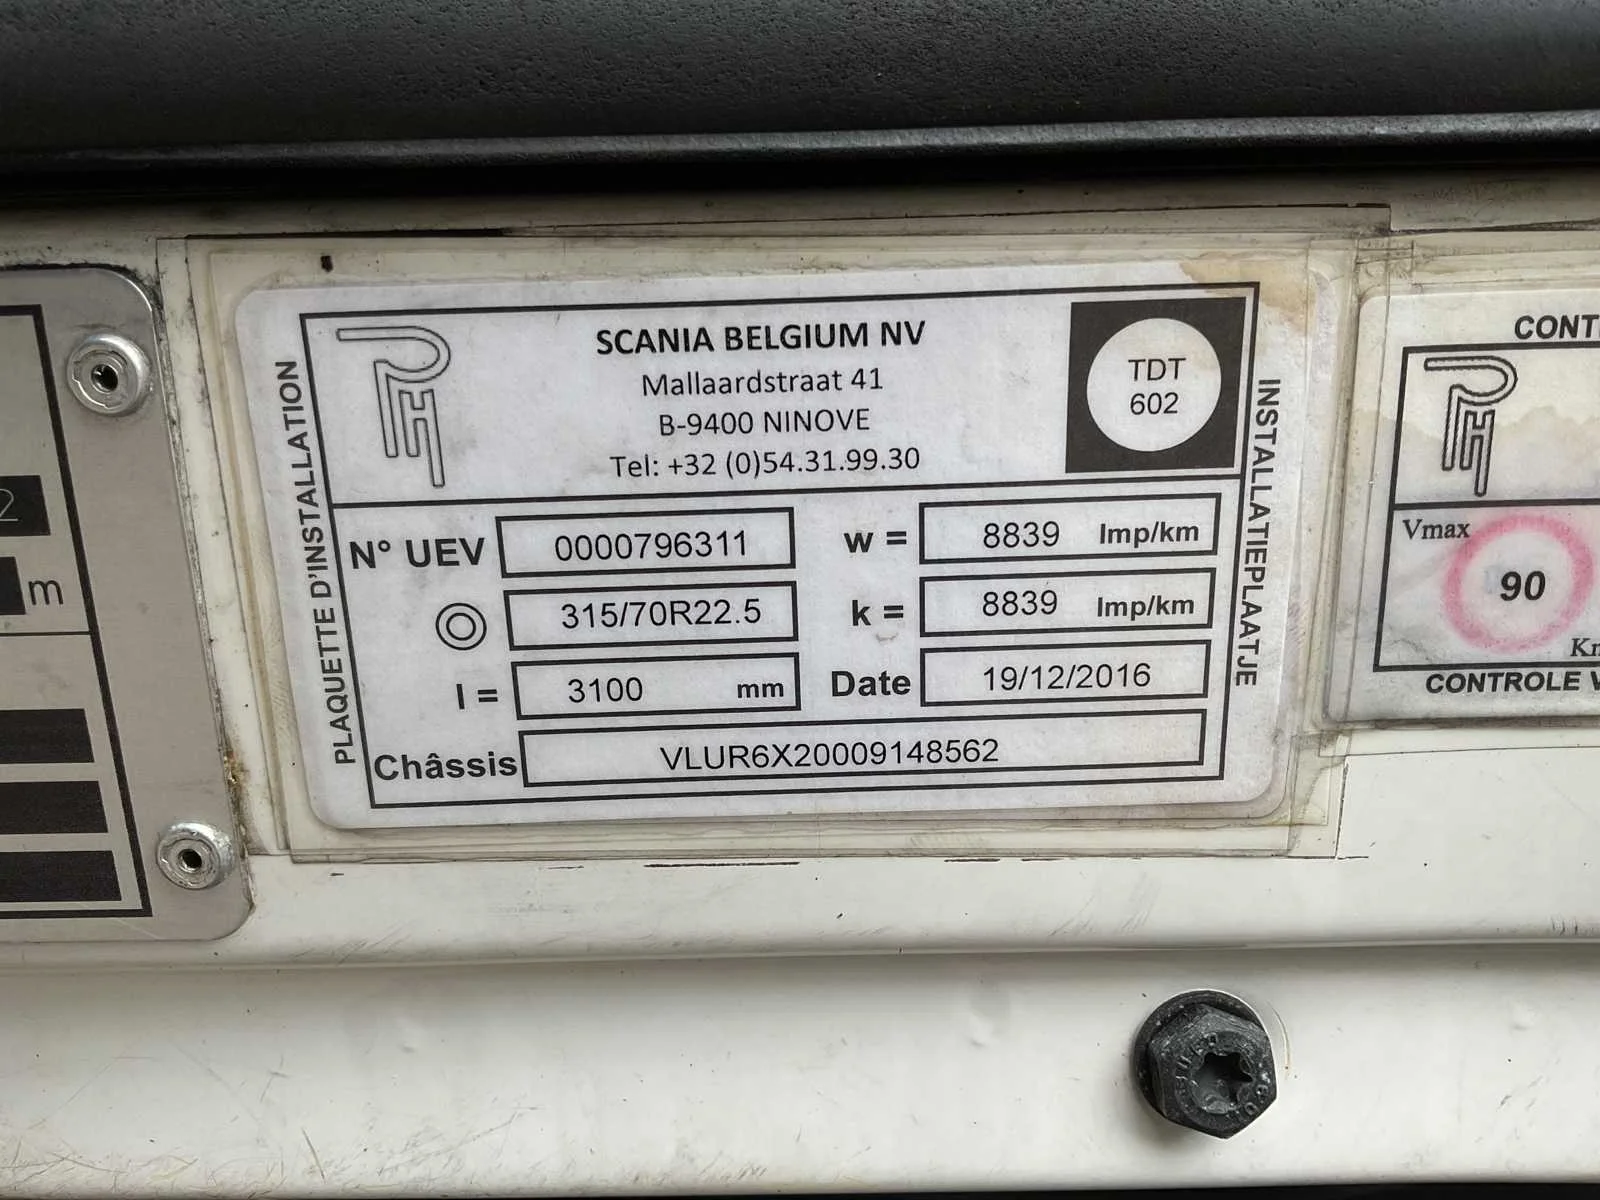 SCANIA BELGIUM NV
Mallaardstraat 41
B-9400 NINOVE
Tel: +32 (0)54.31.99.30
TDT
602
PLAQUETTE D'INSTALLATION
INSTALLATIEPLAATJE
N° UEV 0000796311
w = 8839 Imp/km
315/70R22.5
k = 8839 Imp/km
l = 3100 mm
Date 19/12/2016
Châssis VLUR6X20009148562
2
m
CONT
Vmax
90
Km
CONTROLE V